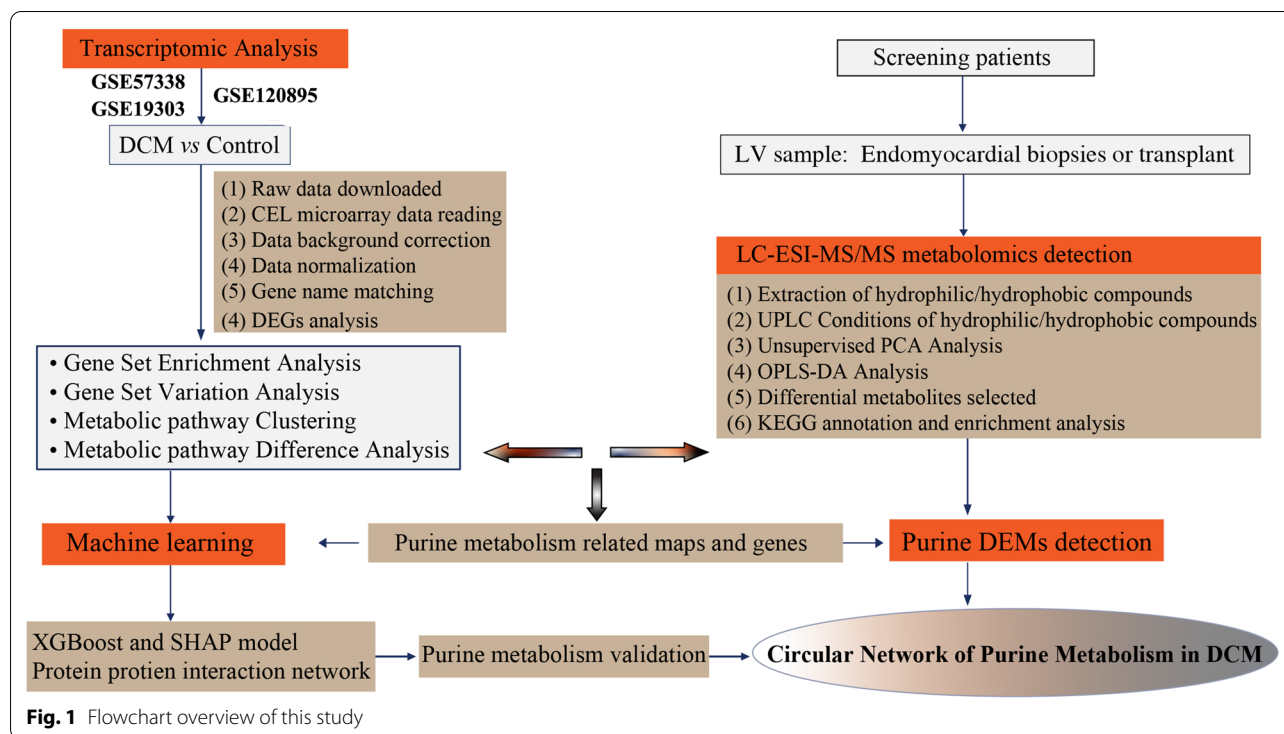 Transcriptomic Analysis
GSE57338
GSE19303
GSE120895
DCM vs Control
(1) Raw data downloaded
(2) CEL microarray data reading
(3) Data background correction
(4) Data normalization
(5) Gene name matching
(4) DEGs analysis
• Gene Set Enrichment Analysis
• Gene Set Variation Analysis
• Metabolic pathway Clustering
• Metabolic pathway Difference Analysis
Screening patients
LV sample: Endomyocardial biopsies or transplant
LC-ESI-MS/MS metabolomics detection
(1) Extraction of hydrophilic/hydrophobic compounds
(2) UPLC Conditions of hydrophilic/hydrophobic compounds
(3) Unsupervised PCA Analysis
(4) OPLS-DA Analysis
(5) Differential metabolites selected
(6) KEGG annotation and enrichment analysis
Machine learning
Purine metabolism related maps and genes
Purine DEMs detection
XGBoost and SHAP model
Protein protien interaction network
Purine metabolism validation
Circular Network of Purine Metabolism in DCM
Fig. 1 Flowchart overview of this study